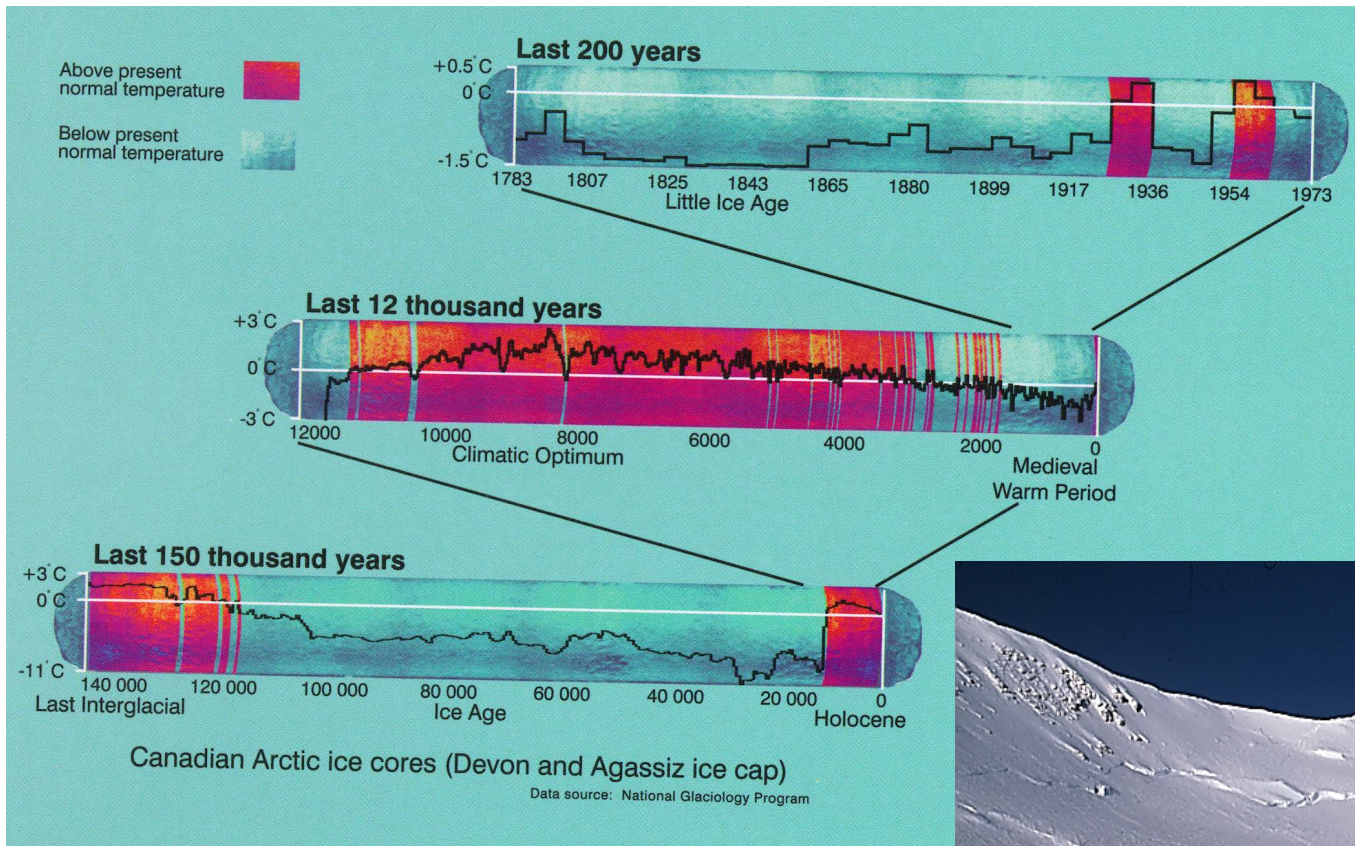 Above present
normal temperature
Below present
normal temperature
Last 200 years
+0.5°C
0°C
-1.5°C
1783 1807 1825 1843 1865 1880 1899 1917 1936 1954 1973
Little Ice Age
Last 12 thousand years
+3°C
0°C
-3°C
12000 10000 8000 6000 4000 2000 0
Climatic Optimum
Medieval
Warm Period
Last 150 thousand years
+3°C
0°C
-11°C
140 000 120 000 100 000 80 000 60 000 40 000 20 000 0
Last Interglacial Ice Age Holocene
Canadian Arctic ice cores (Devon and Agassiz ice cap)
Data source: National Glaciology Program